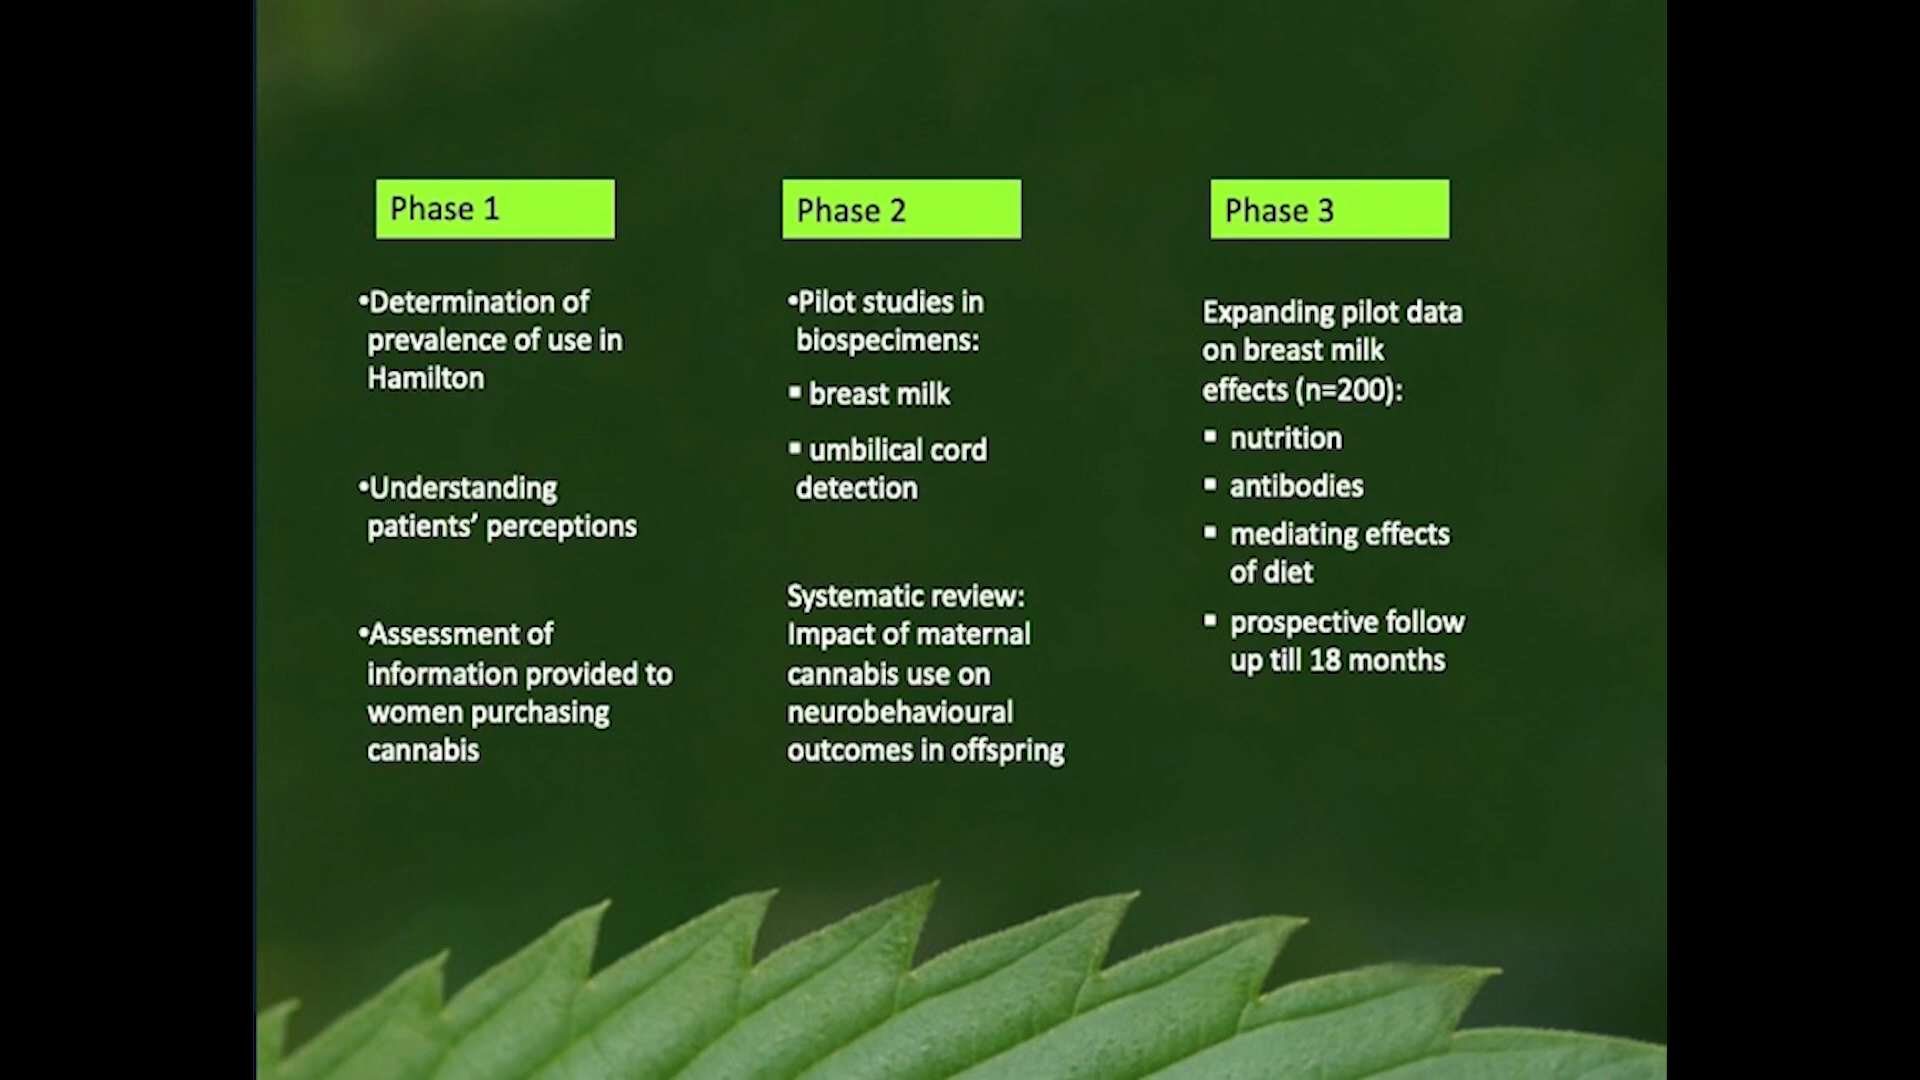 Phase 1
•Determination of
prevalence of use in
Hamilton
•Understanding
patients’ perceptions
•Assessment of
information provided to
women purchasing
cannabis
Phase 2
•Pilot studies in
biospecimens:
▪ breast milk
▪ umbilical cord
detection
Systematic review:
Impact of maternal
cannabis use on
neurobehavioural
outcomes in offspring
Phase 3
Expanding pilot data
on breast milk
effects (n=200):
▪ nutrition
▪ antibodies
▪ mediating effects
of diet
▪ prospective follow
up till 18 months